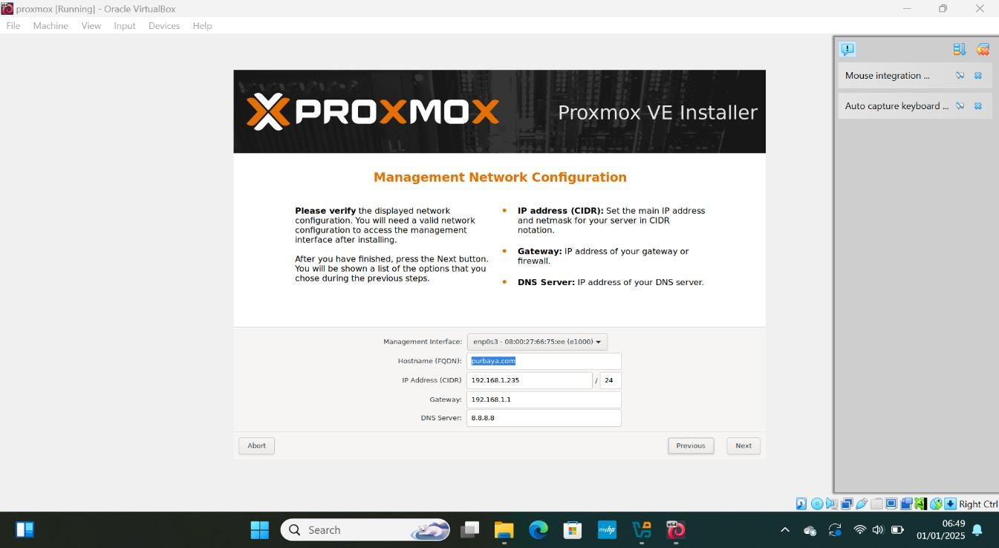 proxmox [Running] - Oracle VirtualBox
File Machine View Input Devices Help
Mouse integration ...
Auto capture keyboard ...
PROXMOX
Proxmox VE Installer
Management Network Configuration
Please verify the displayed network
configuration. You will need a valid network
configuration to access the management
interface after installing.
After you have finished, press the Next button.
You will be shown a list of the options that you
chose during the previous steps.
• IP address (CIDR): Set the main IP address
and netmask for your server in CIDR
notation.
• Gateway: IP address of your gateway or
firewall.
• DNS Server: IP address of your DNS server.
Management Interface: enp0s3 - 08:00:27:66:75:ee (e1000)
Hostname (FQDN): purbaya.com
IP Address (CIDR) 192.168.1.235 / 24
Gateway: 192.168.1.1
DNS Server: 8.8.8.8
Abort Previous Next
Right Ctrl
Search
myhp
x64
06:49
01/01/2025